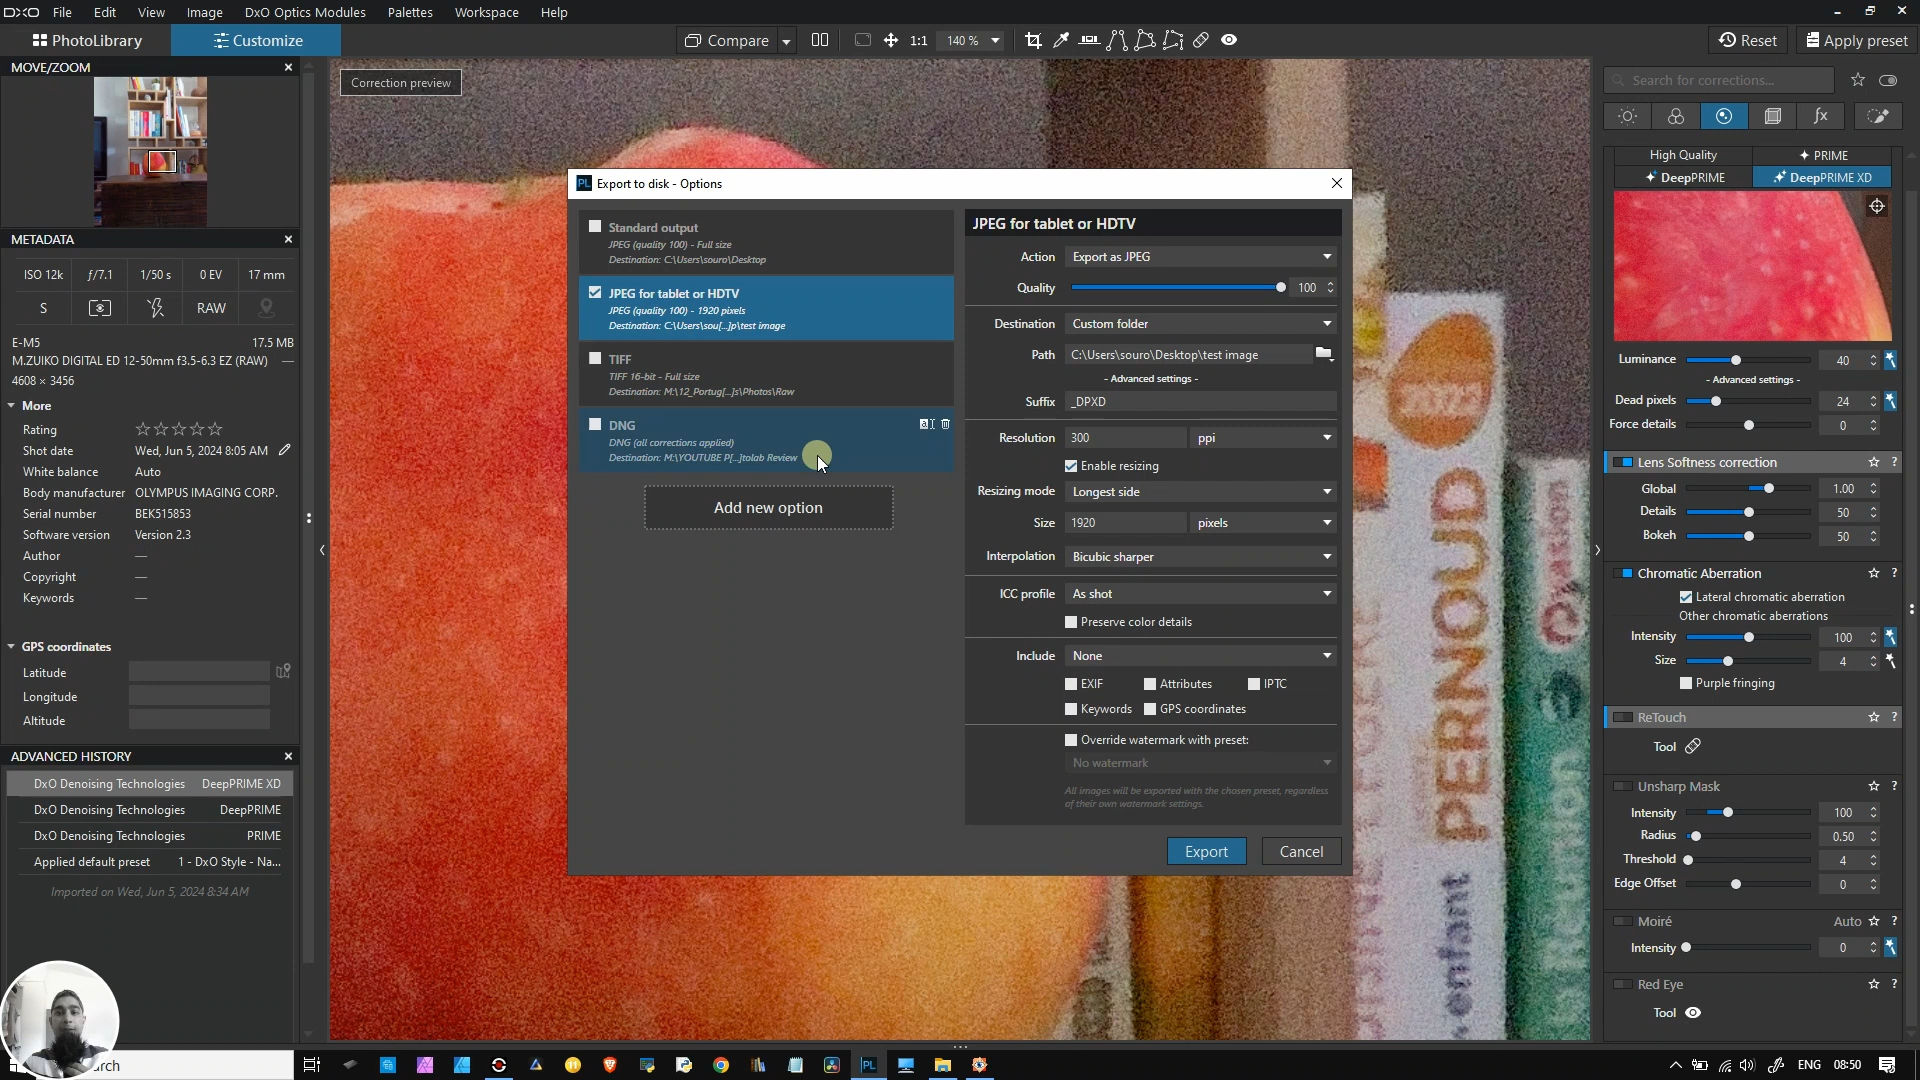 DXO File Edit View Image DxO Optics Modules Palettes Workspace Help
PhotoLibrary Customize Compare 1:1 140 % Reset Apply preset
MOVE/ZOOM
Correction preview
METADATA
ISO 12k ƒ/7.1 1/50 s 0 EV 17 mm
S RAW
E-M5 17.5 MB
M.ZUIKO DIGITAL ED 12-50mm f3.5-6.3 EZ (RAW) —
4608 × 3456
More
Rating
Shot date Wed, Jun 5, 2024 8:05 AM
White balance Auto
Body manufacturer OLYMPUS IMAGING CORP.
Serial number BEK515853
Software version Version 2.3
Author —
Copyright —
Keywords —
GPS coordinates
Latitude
Longitude
Altitude
ADVANCED HISTORY
DxO Denoising Technologies DeepPRIME XD
DxO Denoising Technologies DeepPRIME
DxO Denoising Technologies PRIME
Applied default preset 1 - DxO Style - Na...
Imported on Wed, Jun 5, 2024 8:34 AM
PL Export to disk - Options
Standard output
JPEG (quality 100) - Full size
Destination: C:\Users\souro\Desktop
JPEG for tablet or HDTV
JPEG (quality 100) - 1920 pixels
Destination: C:\Users\sou[...]p\test image
TIFF
TIFF 16-bit - Full size
Destination: M:\12_Portug[...]s\Photos\Raw
DNG
DNG (all corrections applied)
Destination: M:\YOUTUBE P[...]tolab Review
Add new option
JPEG for tablet or HDTV
Action Export as JPEG
Quality 100
Destination Custom folder
Path C:\Users\souro\Desktop\test image
- Advanced settings -
Suffix _DPXD
Resolution 300 ppi
Enable resizing
Resizing mode Longest side
Size 1920 pixels
Interpolation Bicubic sharper
ICC profile As shot
Preserve color details
Include None
EXIF Attributes IPTC
Keywords GPS coordinates
Override watermark with preset:
No watermark
All images will be exported with the chosen preset, regardless
of their own watermark settings.
Export Cancel
PERNOUD
enfant
Search for corrections...
fx
High Quality PRIME
DeepPRIME DeepPRIME XD
Luminance 40
- Advanced settings -
Dead pixels 24
Force details 0
Lens Softness correction ?
Global 1.00
Details 50
Bokeh 50
Chromatic Aberration ?
Lateral chromatic aberration
Other chromatic aberrations
Intensity 100
Size 4
Purple fringing
ReTouch ?
Tool
Unsharp Mask ?
Intensity 100
Radius 0.50
Threshold 4
Edge Offset 0
Moiré Auto ?
Intensity 0
Red Eye ?
Tool
PL ENG 08:50